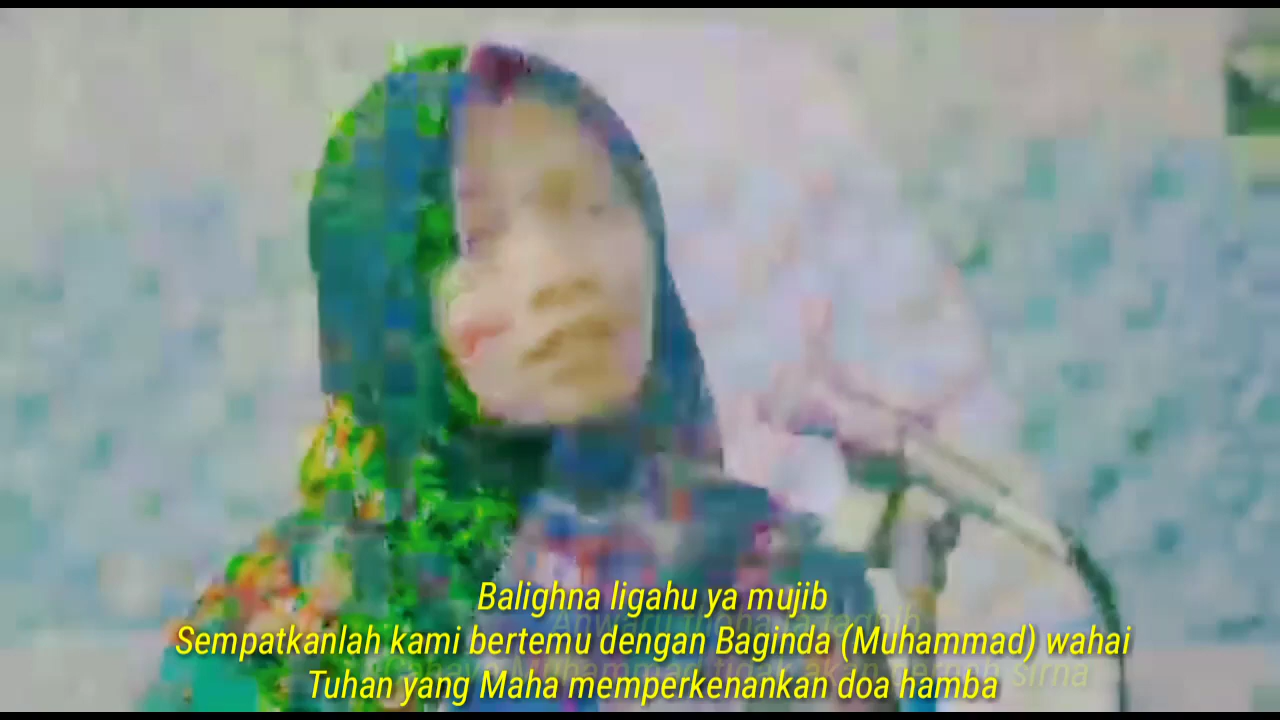 Balighna ligahu ya mujib
Sempatkanlah kami bertemu dengan Baginda (Muhammad) wahai
Tuhan yang Maha memperkenankan doa hamba